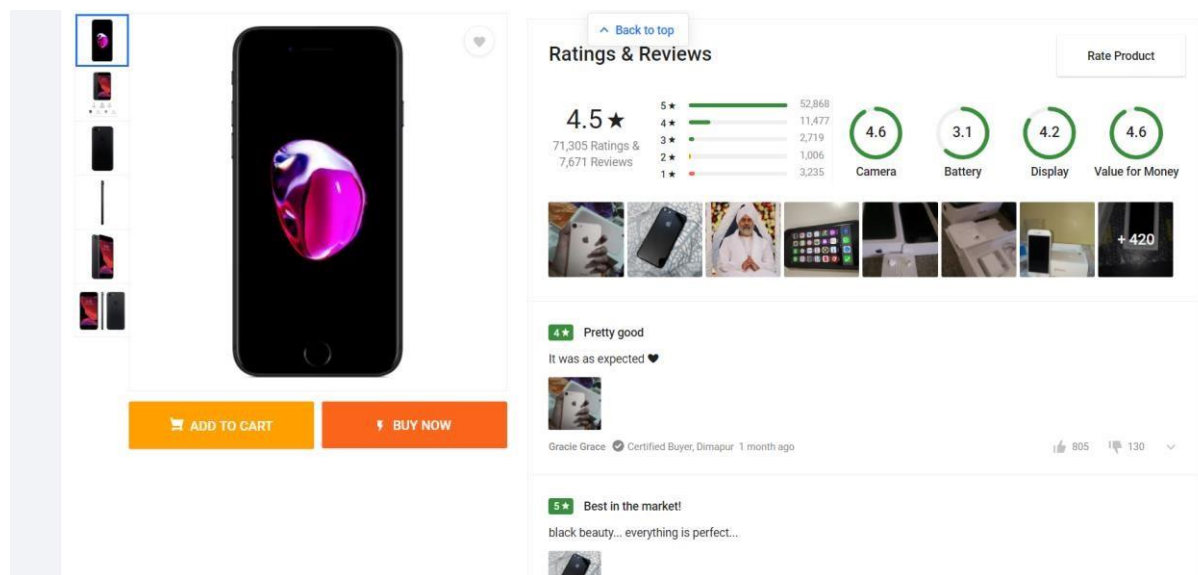 Back to top
Ratings & Reviews
Rate Product
4.5★
71,305 Ratings &
7,671 Reviews
5★ 52,868
4★ 11,477
3★ 2,719
2★ 1,006
1★ 3,235
4.6
Camera
3.1
Battery
4.2
Display
4.6
Value for Money
+ 420
ADD TO CART
BUY NOW
4★ Pretty good
It was as expected 🖤
Gracie Grace Certified Buyer, Dimapur 1 month ago
805 130
5★ Best in the market!
black beauty... everything is perfect...